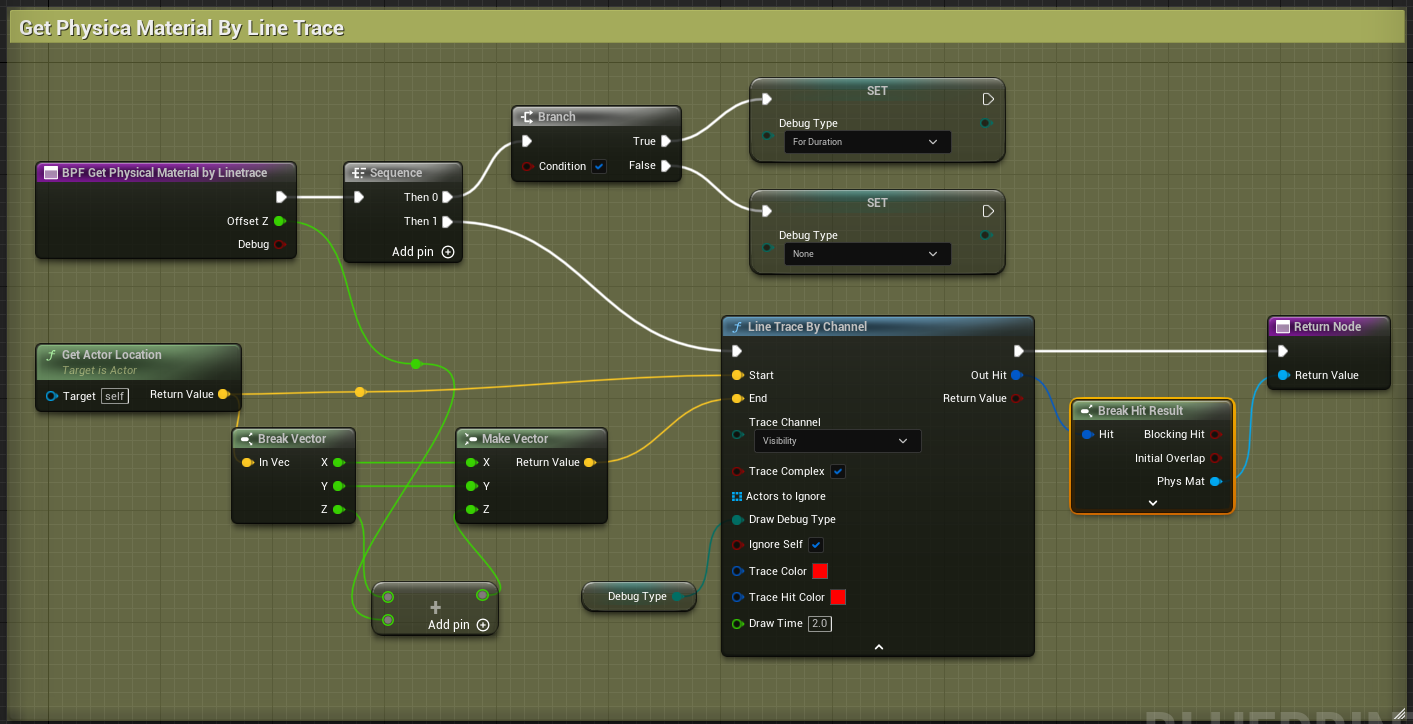 Get Physica Material By Line Trace
BPF Get Physical Material by Linetrace
Offset Z
Debug
Sequence
Then 0
Then 1
Add pin
Branch
True
Condition
False
SET
Debug Type
For Duration
SET
Debug Type
None
Get Actor Location
Target is Actor
Target self Return Value
Break Vector
In Vec X
Y
Z
Make Vector
X Return Value
Y
Z
Add pin
Debug Type
Line Trace By Channel
Start Out Hit
End Return Value
Trace Channel
Visibility
Trace Complex
Actors to Ignore
Draw Debug Type
Ignore Self
Trace Color
Trace Hit Color
Draw Time 2.0
Break Hit Result
Hit Blocking Hit
Initial Overlap
Phys Mat
Return Node
Return Value